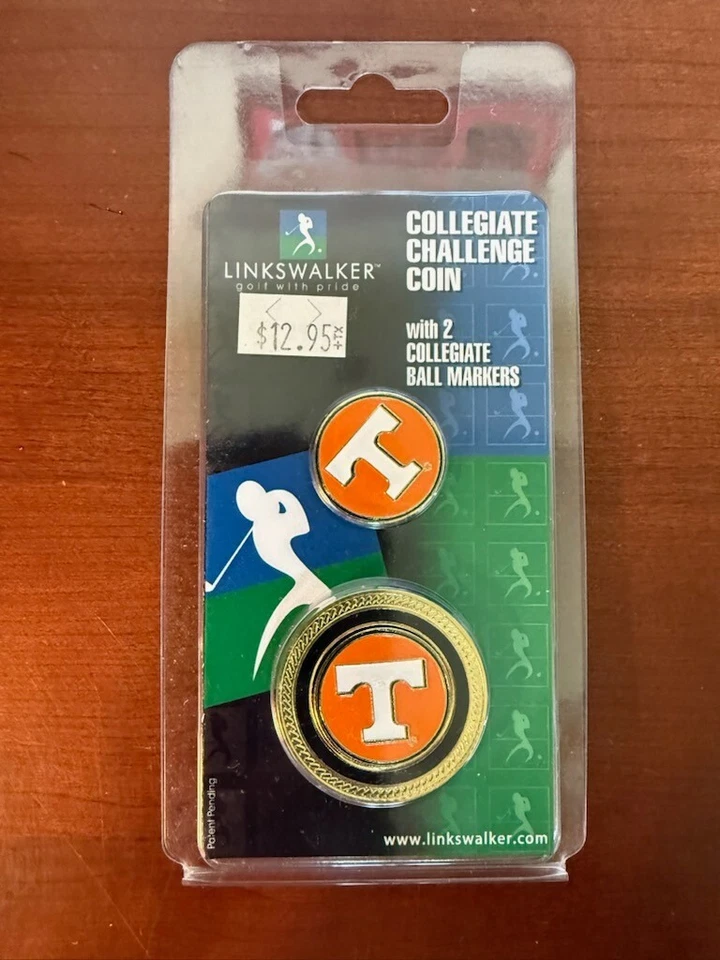 LINKSWALKER™
golf with pride
$12.95+TX
COLLEGIATE
CHALLENGE
COIN
with 2
COLLEGIATE
BALL MARKERS
T
T
Patent Pending
www.linkswalker.com